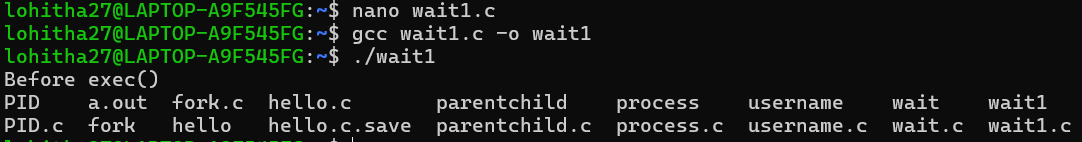 lohitha27@LAPTOP-A9F545FG:~$ nano wait1.c
lohitha27@LAPTOP-A9F545FG:~$ gcc wait1.c -o wait1
lohitha27@LAPTOP-A9F545FG:~$ ./wait1
Before exec()
PID    a.out  fork.c  hello.c       parentchild    process    username    wait    wait1
PID.c  fork   hello   hello.c.save  parentchild.c  process.c  username.c  wait.c  wait1.c